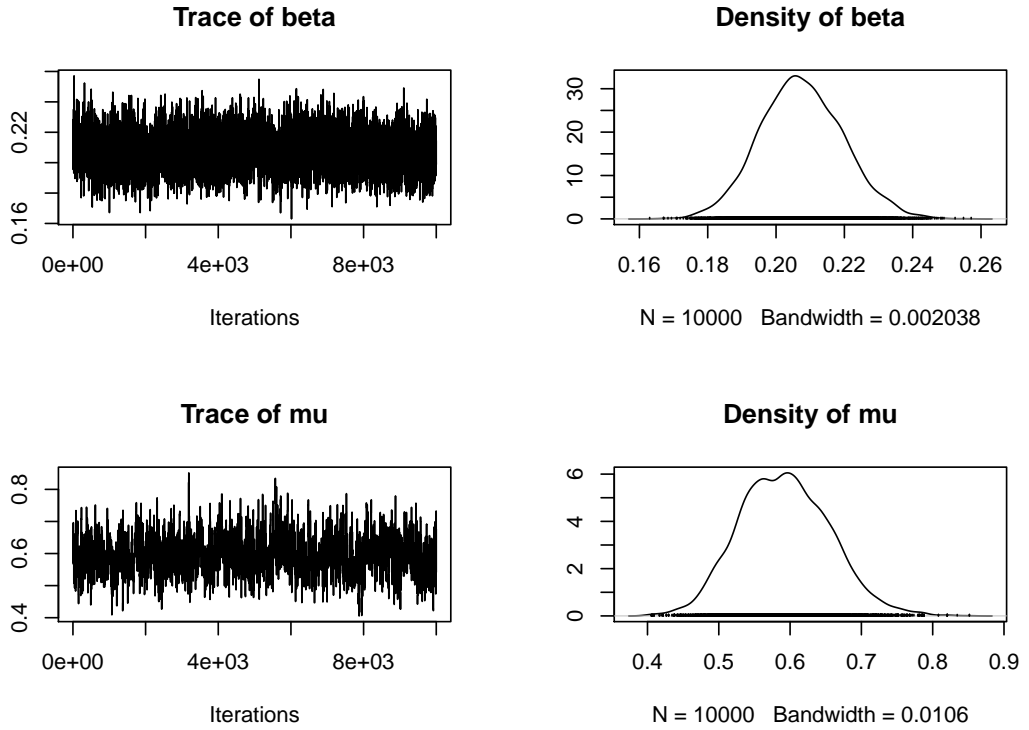 Trace of beta
0.16 0.22
0e+00 4e+03 8e+03
Iterations
Density of beta
0 10 20 30
0.16 0.18 0.20 0.22 0.24 0.26
N = 10000 Bandwidth = 0.002038
Trace of mu
0.4 0.6 0.8
0e+00 4e+03 8e+03
Iterations
Density of mu
0 2 4 6
0.4 0.5 0.6 0.7 0.8 0.9
N = 10000 Bandwidth = 0.0106